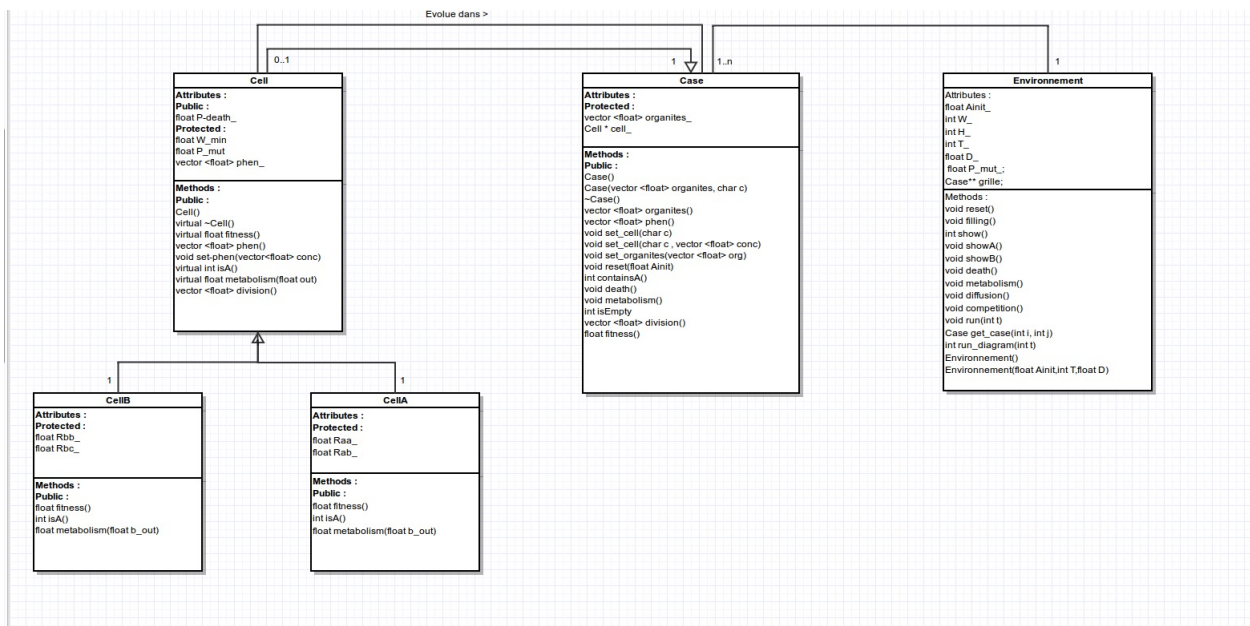 Evolue dans >
0..1
1
1..n
1
Cell
Attributes :
Public :
float P-death_
Protected :
float W_min
float P_mut
vector <float> phen_
Methods :
Public :
Cell()
virtual ~Cell()
virtual float fitness()
vector <float> phen()
void set-phen(vector<float> conc)
virtual int isA()
virtual float metabolism(float out)
vector <float> division()
Case
Attributes :
Protected :
vector <float> organites_
Cell * cell_
Methods :
Public :
Case()
Case(vector <float> organites, char c)
~Case()
vector <float> organites()
vector <float> phen()
void set_cell(char c)
void set_cell(char c , vector <float> conc)
void set_organites(vector <float> org)
void reset(float Ainit)
int containsA()
void death()
void metabolism()
int isEmpty
vector <float> division()
float fitness()
Environnement
Attributes :
float Ainit_
int W_
int H_
int T_
float D_
float P_mut_;
Case** grille;
Methods :
void reset()
void filling()
int show()
void showA()
void showB()
void death()
void metabolism()
void diffusion()
void competition()
void run(int t)
Case get_case(int i, int j)
int run_diagram(int t)
Environnement()
Environnement(float Ainit,int T,float D)
1
1
CellB
Attributes :
Protected :
float Rbb_
float Rbc_
Methods :
Public :
float fitness()
int isA()
float metabolism(float b_out)
CellA
Attributes :
Protected :
float Raa_
float Rab_
Methods :
Public :
float fitness()
int isA()
float metabolism(float b_out)